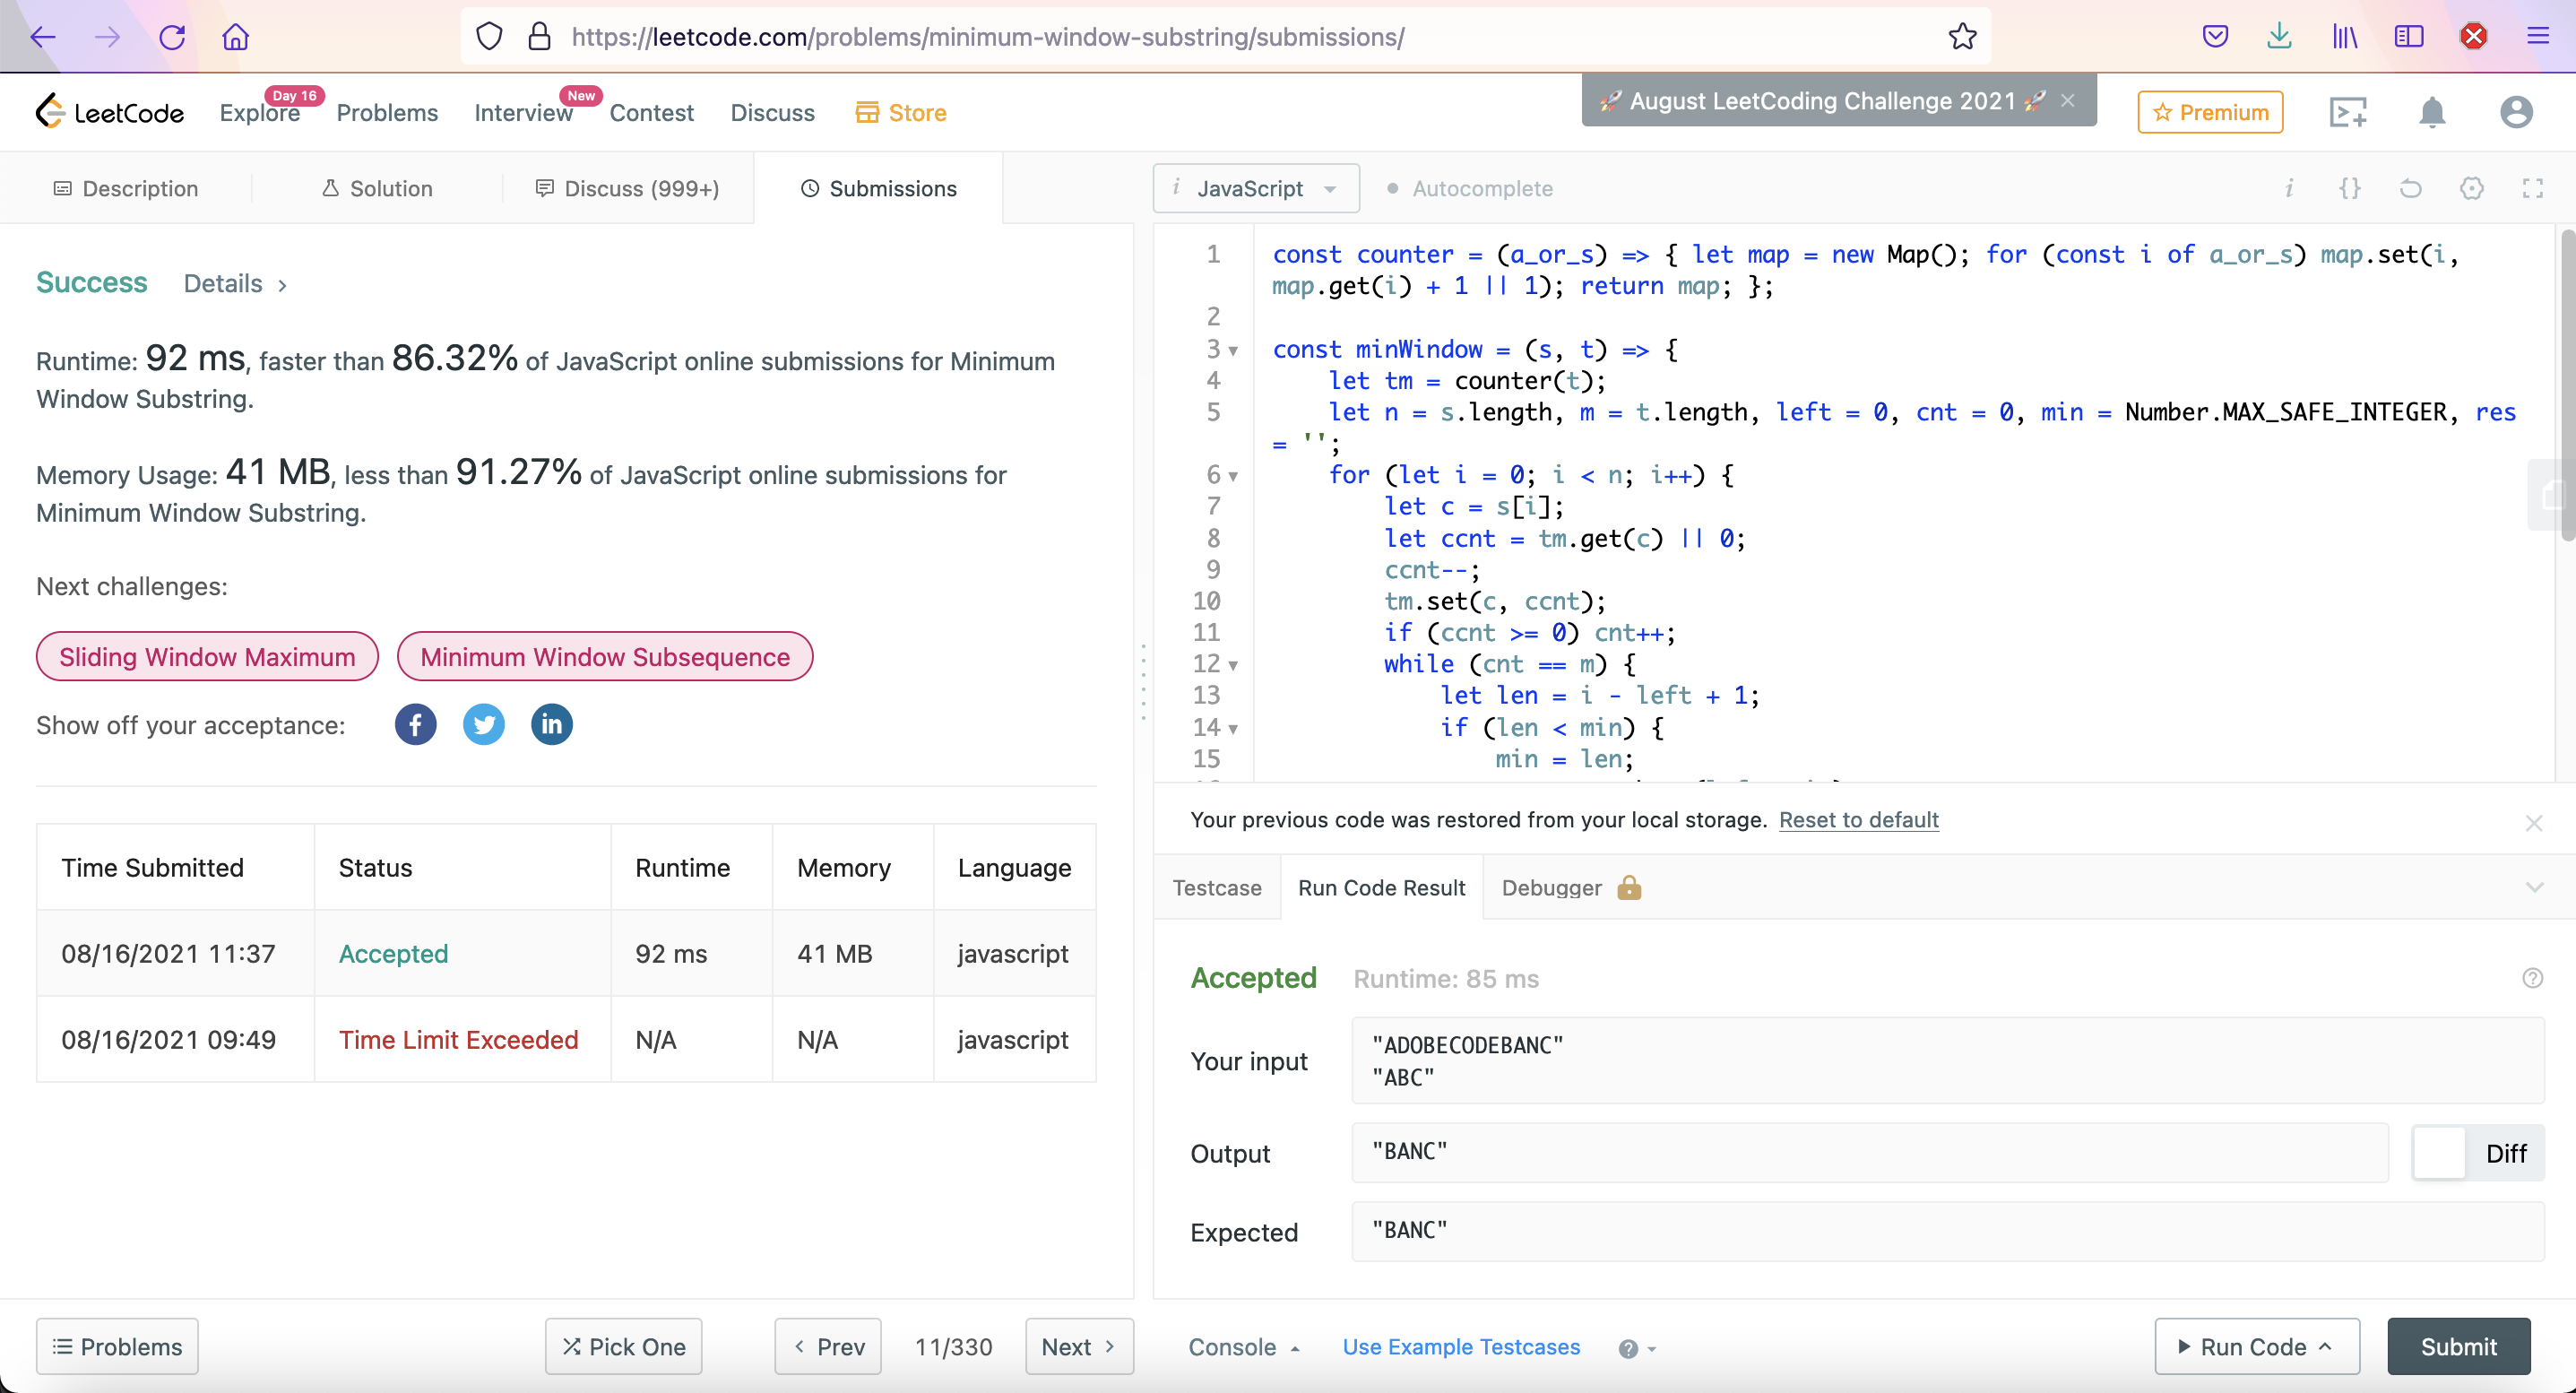 https://leetcode.com/problems/minimum-window-substring/submissions/
LeetCode
Explore
Day 16
Problems
Interview
New
Contest
Discuss
Store
🚀 August LeetCoding Challenge 2021 🚀
Premium
Description
Solution
Discuss (999+)
Submissions
Success Details
Runtime: 92 ms, faster than 86.32% of JavaScript online submissions for Minimum
Window Substring.
Memory Usage: 41 MB, less than 91.27% of JavaScript online submissions for
Minimum Window Substring.
Next challenges:
Sliding Window Maximum
Minimum Window Subsequence
Show off your acceptance:
Time Submitted Status Runtime Memory Language
08/16/2021 11:37 Accepted 92 ms 41 MB javascript
08/16/2021 09:49 Time Limit Exceeded N/A N/A javascript
Problems
Pick One
Prev
11/330
Next
i JavaScript
Autocomplete
i {}
1 const counter = (a_or_s) => { let map = new Map(); for (const i of a_or_s) map.set(i,
map.get(i) + 1 || 1); return map; };
2
3 const minWindow = (s, t) => {
4 let tm = counter(t);
5 let n = s.length, m = t.length, left = 0, cnt = 0, min = Number.MAX_SAFE_INTEGER, res
= '';
6 for (let i = 0; i < n; i++) {
7 let c = s[i];
8 let ccnt = tm.get(c) || 0;
9 ccnt--;
10 tm.set(c, ccnt);
11 if (ccnt >= 0) cnt++;
12 while (cnt == m) {
13 let len = i - left + 1;
14 if (len < min) {
15 min = len;
Your previous code was restored from your local storage. Reset to default
Testcase
Run Code Result
Debugger
Accepted Runtime: 85 ms
Your input
"ADOBECODEBANC"
"ABC"
Output
"BANC"
Diff
Expected
"BANC"
Console
Use Example Testcases
Run Code
Submit